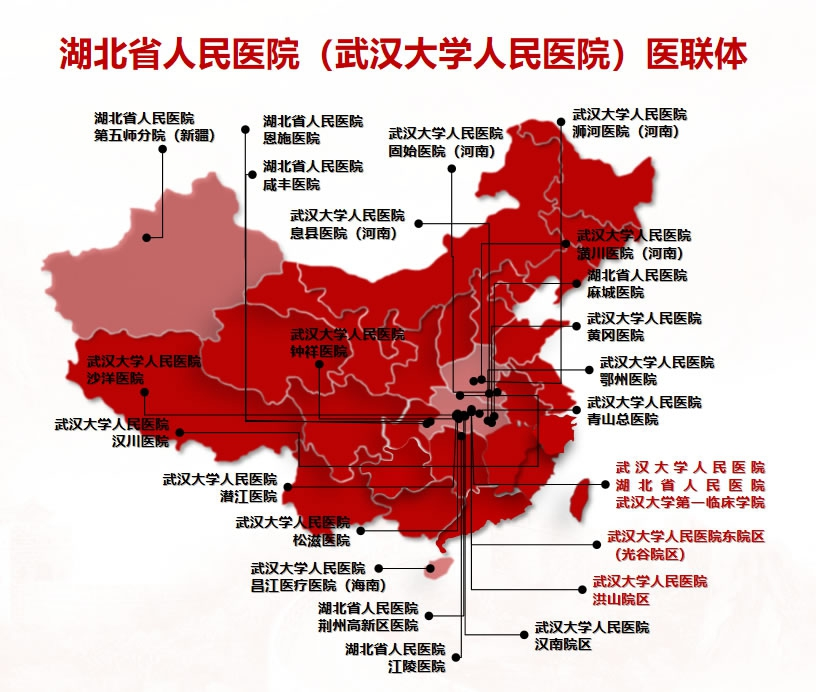 湖北省人民医院（武汉大学人民医院）医联体
湖北省人民医院
第五师分院（新疆）
湖北省人民医院
恩施医院
湖北省人民医院
咸丰医院
武汉大学人民医院
固始医院（河南）
武汉大学人民医院
浉河医院（河南）
武汉大学人民医院
息县医院（河南）
武汉大学人民医院
潢川医院（河南）
湖北省人民医院
麻城医院
武汉大学人民医院
黄冈医院
武汉大学人民医院
钟祥医院
武汉大学人民医院
沙洋医院
武汉大学人民医院
鄂州医院
武汉大学人民医院
青山总医院
武汉大学人民医院
汉川医院
武汉大学人民医院
潜江医院
武汉大学人民医院
湖北省人民医院
武汉大学第一临床学院
武汉大学人民医院
松滋医院
武汉大学人民医院东院区
（光谷院区）
武汉大学人民医院
昌江医疗医院（海南）
武汉大学人民医院
洪山院区
湖北省人民医院
荆州高新区医院
武汉大学人民医院
汉南院区
湖北省人民医院
江陵医院